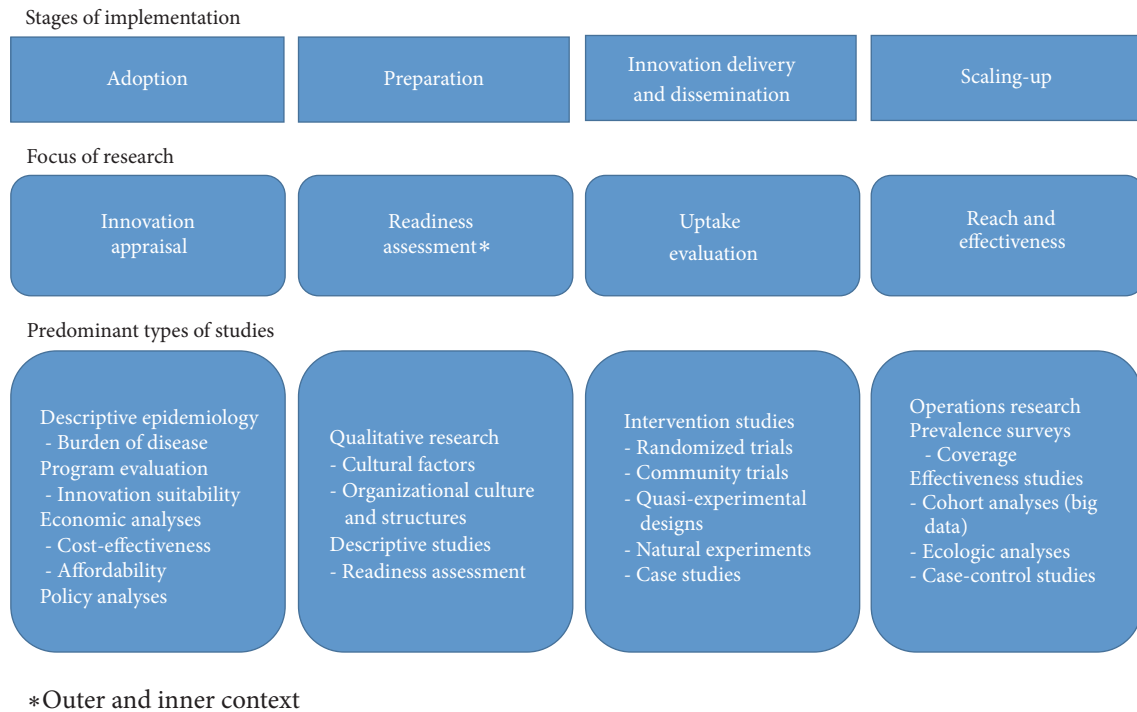 Stages of implementation
Adoption
Preparation
Innovation delivery
and dissemination
Scaling-up
Focus of research
Innovation
appraisal
Readiness
assessment*
Uptake
evaluation
Reach and
effectiveness
Predominant types of studies
Descriptive epidemiology
- Burden of disease
Program evaluation
- Innovation suitability
Economic analyses
- Cost-effectiveness
- Affordability
Policy analyses
Qualitative research
- Cultural factors
- Organizational culture
and structures
Descriptive studies
- Readiness assessment
Intervention studies
- Randomized trials
- Community trials
- Quasi-experimental
designs
- Natural experiments
- Case studies
Operations research
Prevalence surveys
- Coverage
Effectiveness studies
- Cohort analyses (big
data)
- Ecologic analyses
- Case-control studies
*Outer and inner context